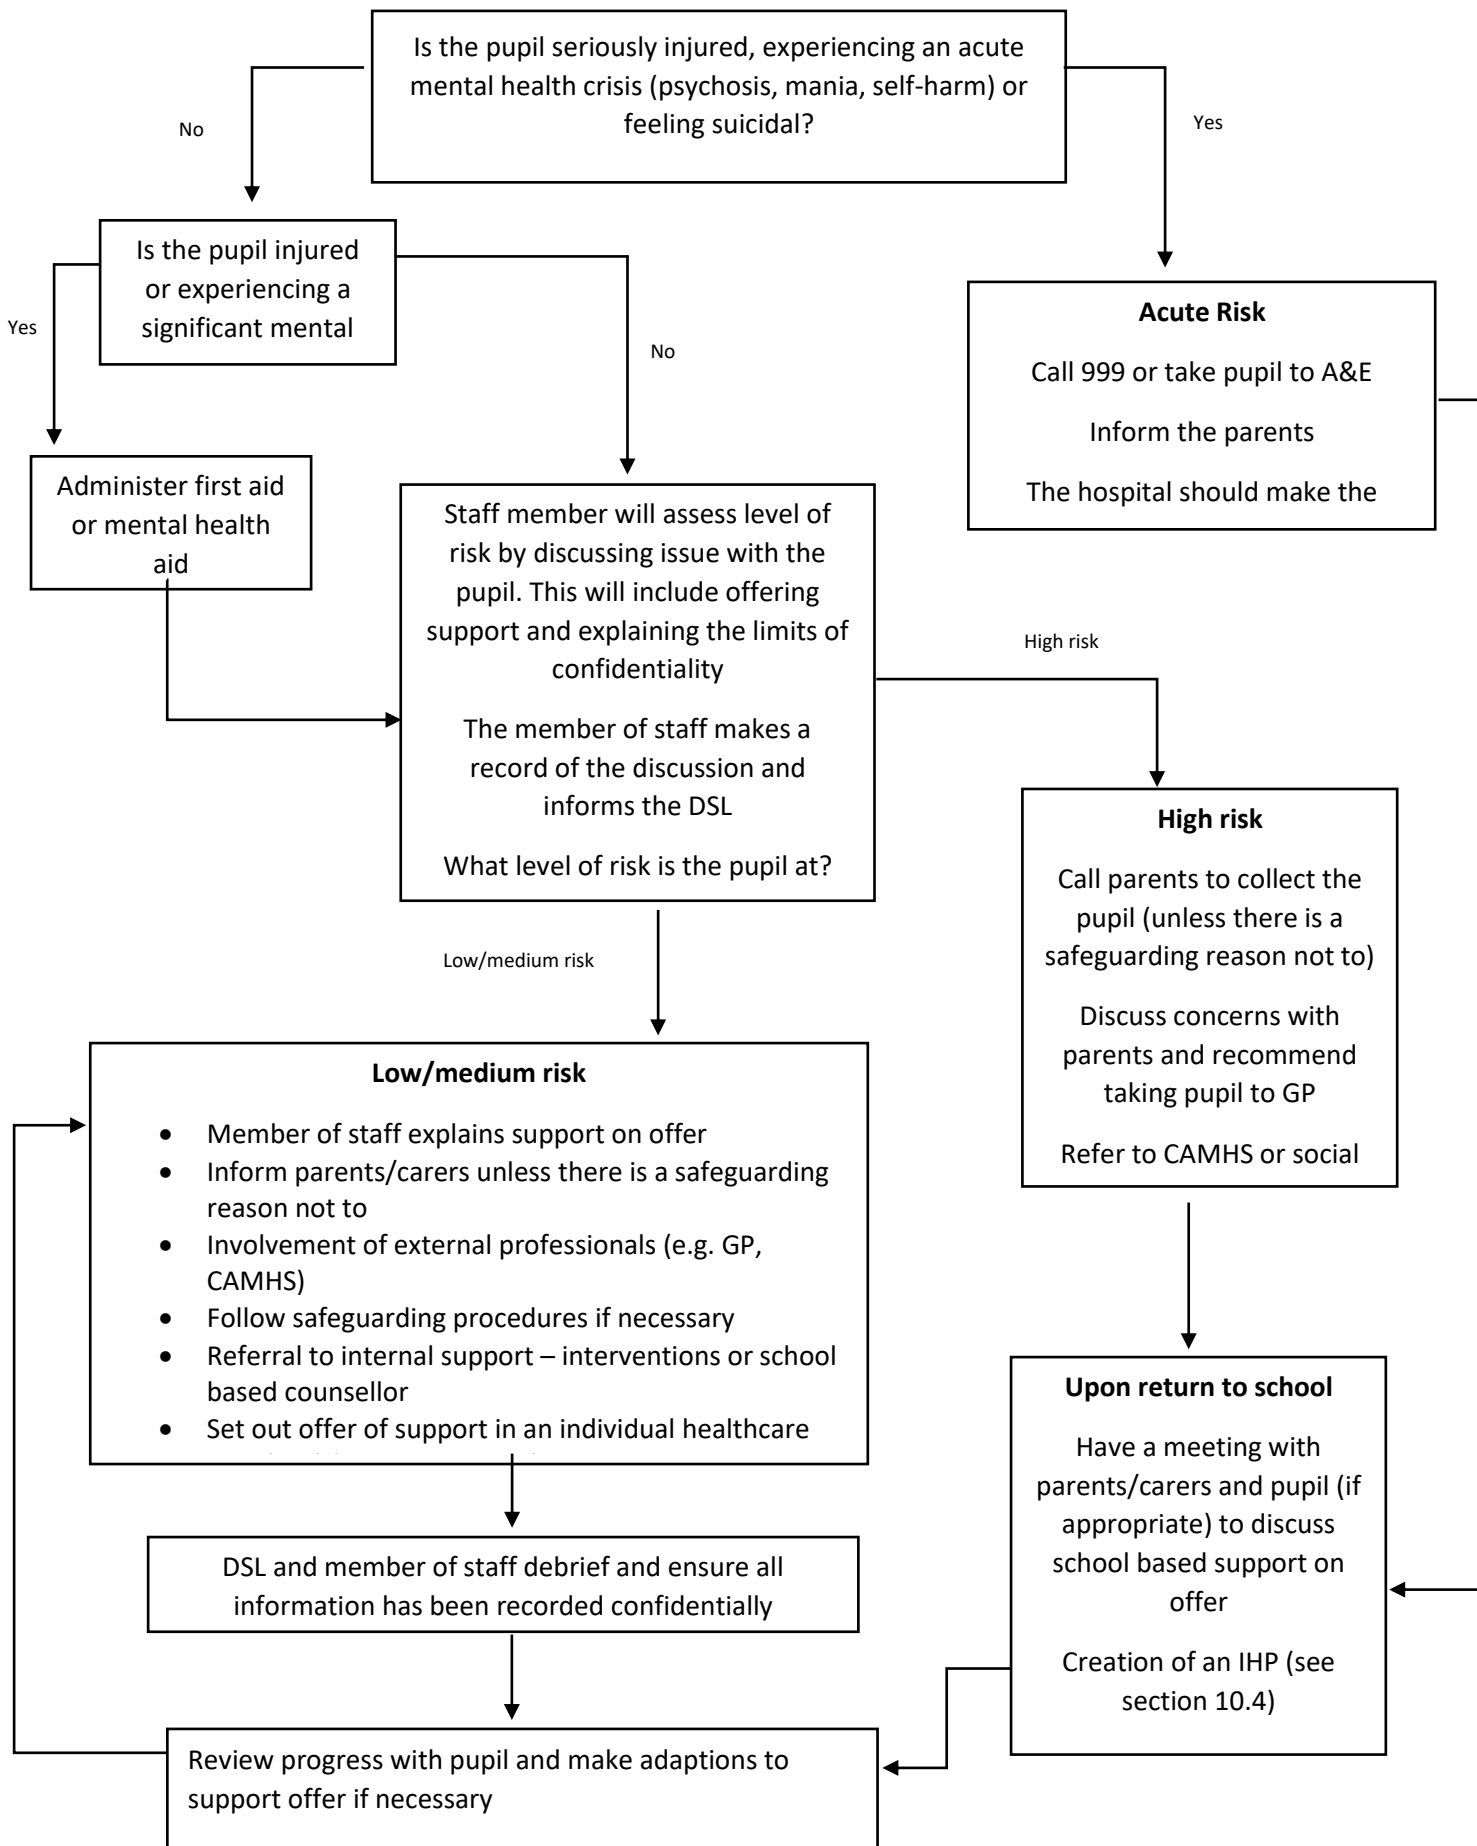 Is the pupil seriously injured, experiencing an acute
mental health crisis (psychosis, mania, self-harm) or
feeling suicidal?
No
Yes
Is the pupil injured
or experiencing a
significant mental
Yes
No
Acute Risk
Call 999 or take pupil to A&E
Inform the parents
The hospital should make the
Administer first aid
or mental health
aid
Staff member will assess level of
risk by discussing issue with the
pupil. This will include offering
support and explaining the limits of
confidentiality
The member of staff makes a
record of the discussion and
informs the DSL
What level of risk is the pupil at?
High risk
High risk
Call parents to collect the
pupil (unless there is a
safeguarding reason not to)
Discuss concerns with
parents and recommend
taking pupil to GP
Refer to CAMHS or social
Low/medium risk
Low/medium risk
• Member of staff explains support on offer
• Inform parents/carers unless there is a safeguarding
reason not to
• Involvement of external professionals (e.g. GP,
CAMHS)
• Follow safeguarding procedures if necessary
• Referral to internal support – interventions or school
based counsellor
• Set out offer of support in an individual healthcare
Upon return to school
Have a meeting with
parents/carers and pupil (if
appropriate) to discuss
school based support on
offer
Creation of an IHP (see
section 10.4)
DSL and member of staff debrief and ensure all
information has been recorded confidentially
Review progress with pupil and make adaptions to
support offer if necessary